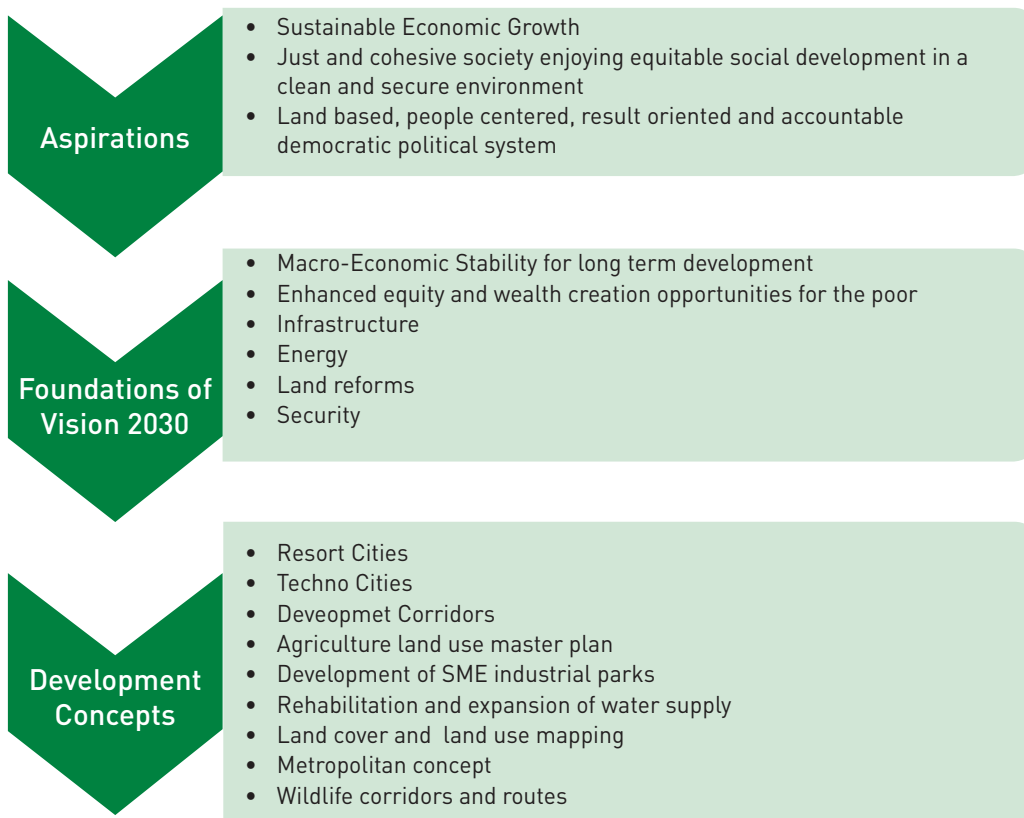 Aspirations
• Sustainable Economic Growth
• Just and cohesive society enjoying equitable social development in a
clean and secure environment
• Land based, people centered, result oriented and accountable
democratic political system
Foundations of
Vision 2030
• Macro-Economic Stability for long term development
• Enhanced equity and wealth creation opportunities for the poor
• Infrastructure
• Energy
• Land reforms
• Security
Development
Concepts
• Resort Cities
• Techno Cities
• Deveopmet Corridors
• Agriculture land use master plan
• Development of SME industrial parks
• Rehabilitation and expansion of water supply
• Land cover and land use mapping
• Metropolitan concept
• Wildlife corridors and routes